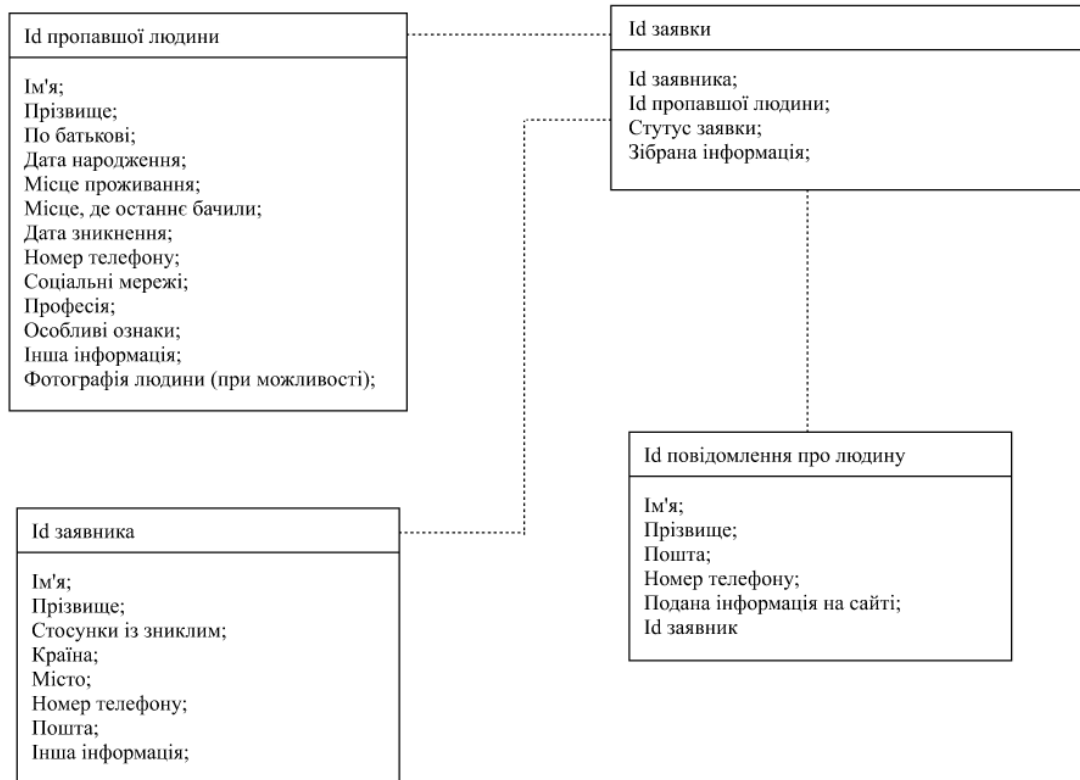 Id пропавшої людини
Ім'я;
Прізвище;
По батькові;
Дата народження;
Місце проживання;
Місце, де останнє бачили;
Дата зникнення;
Номер телефону;
Соціальні мережі;
Професія;
Особливі ознаки;
Інша інформація;
Фотографія людини (при можливості);
Id заявки
Id заявника;
Id пропавшої людини;
Стутус заявки;
Зібрана інформація;
Id заявника
Ім'я;
Прізвище;
Стосунки із зниклим;
Країна;
Місто;
Номер телефону;
Пошта;
Інша інформація;
Id повідомлення про людину
Ім'я;
Прізвище;
Пошта;
Номер телефону;
Подана інформація на сайті;
Id заявник